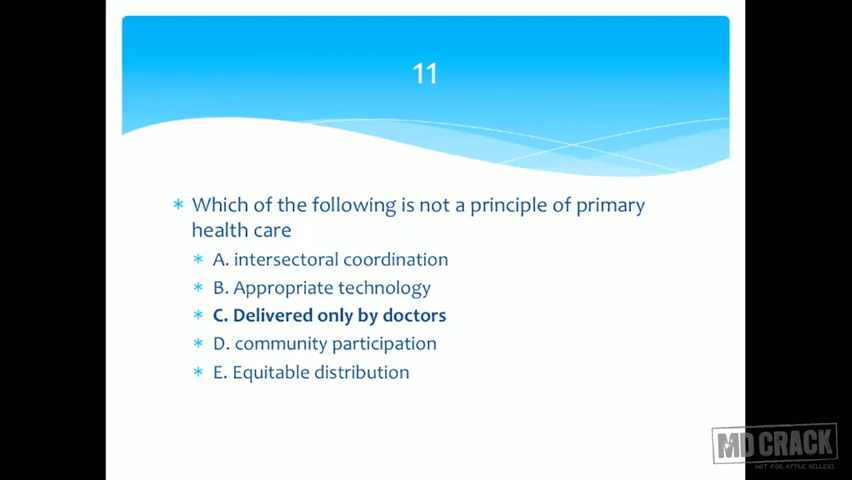 11
* Which of the following is not a principle of primary
health care
* A. intersectoral coordination
* B. Appropriate technology
* C. Delivered only by doctors
* D. community participation
* E. Equitable distribution
MD CRACK
NOT FOR APPLE SELLERS